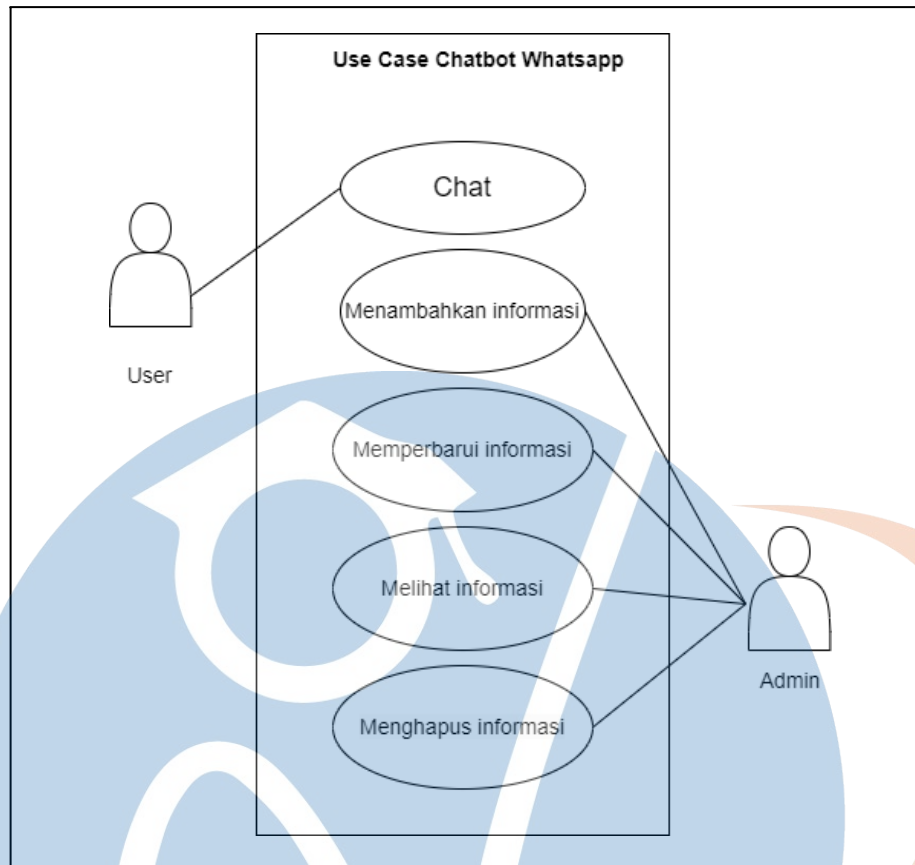 Use Case Chatbot Whatsapp
Chat
Menambahkan informasi
User
Memperbarui informasi
Melihat informasi
Admin
Menghapus informasi